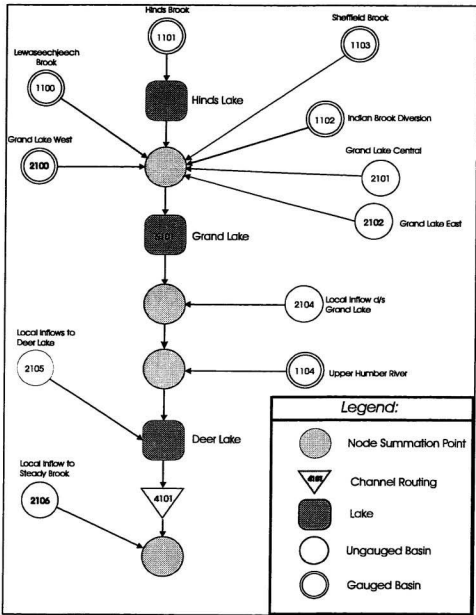 Hinds Brook
1101
Sheffield Brook
1103
Lewaseechjeech
Brook
1100
Hinds Lake
1102
Indian Brook Diversion
Grand Lake West
2100
Grand Lake Central
2101
2102
Grand Lake East
Grand Lake
2104
Local Inflow d/s
Grand Lake
Local Inflows to
Deer Lake
2105
1104
Upper Humber River
Deer Lake
Local Inflow to
Steady Brook
2106
4101
Legend:
Node Summation Point
Channel Routing
Lake
Ungauged Basin
Gauged Basin